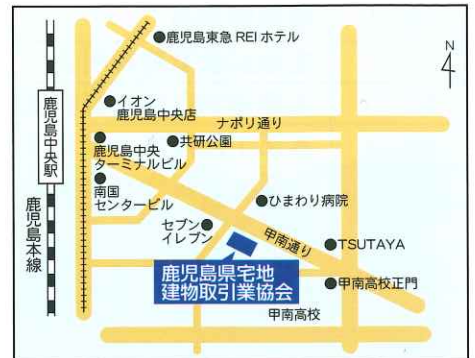 鹿児島東急REIホテル
N
イオン
鹿児島中央店
ナポリ通り
鹿児島中央駅
鹿児島中央
ターミナルビル
共研公園
南国
センタービル
ひまわり病院
鹿児島本線
セブン
イレブン
甲南通り
TSUTAYA
鹿児島県宅地
建物取引業協会
甲南高校正門
甲南高校